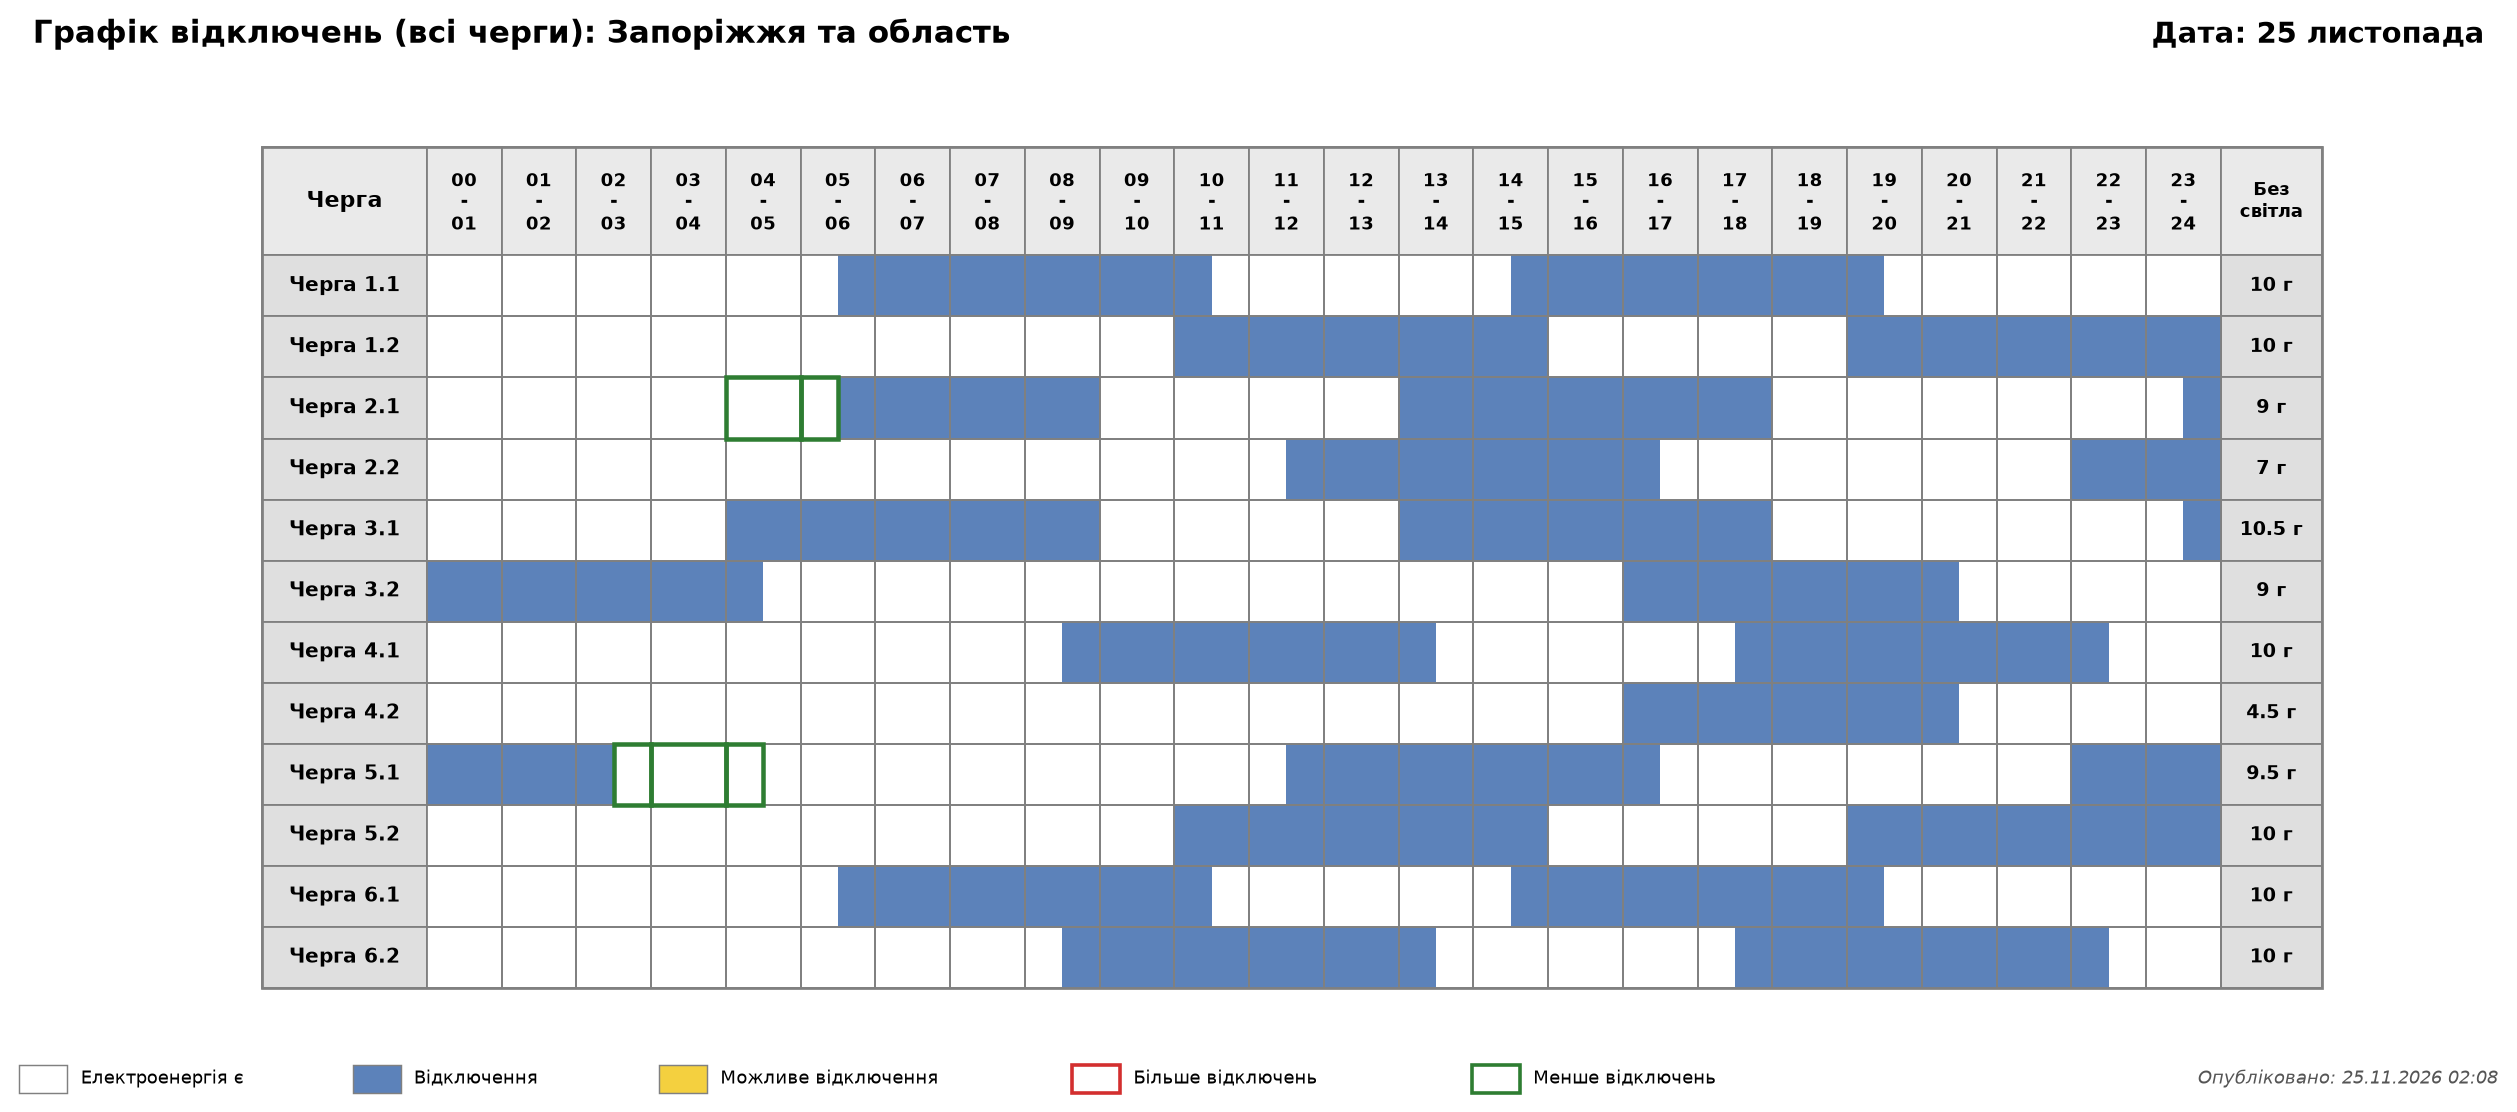 Графік відключень (всі черги): Запоріжжя та область
Дата: 25 листопада
Черга 00 - 01 01 - 02 02 - 03 03 - 04 04 - 05 05 - 06 06 - 07 07 - 08 08 - 09 09 - 10 10 - 11 11 - 12 12 - 13 13 - 14 14 - 15 15 - 16 16 - 17 17 - 18 18 - 19 19 - 20 20 - 21 21 - 22 22 - 23 23 - 24 Без світла
Черга 1.1 10 г
Черга 1.2 10 г
Черга 2.1 9 г
Черга 2.2 7 г
Черга 3.1 10.5 г
Черга 3.2 9 г
Черга 4.1 10 г
Черга 4.2 4.5 г
Черга 5.1 9.5 г
Черга 5.2 10 г
Черга 6.1 10 г
Черга 6.2 10 г
Електроенергія є Відключення Можливе відключення Більше відключень Менше відключень
Опубліковано: 25.11.2026 02:08